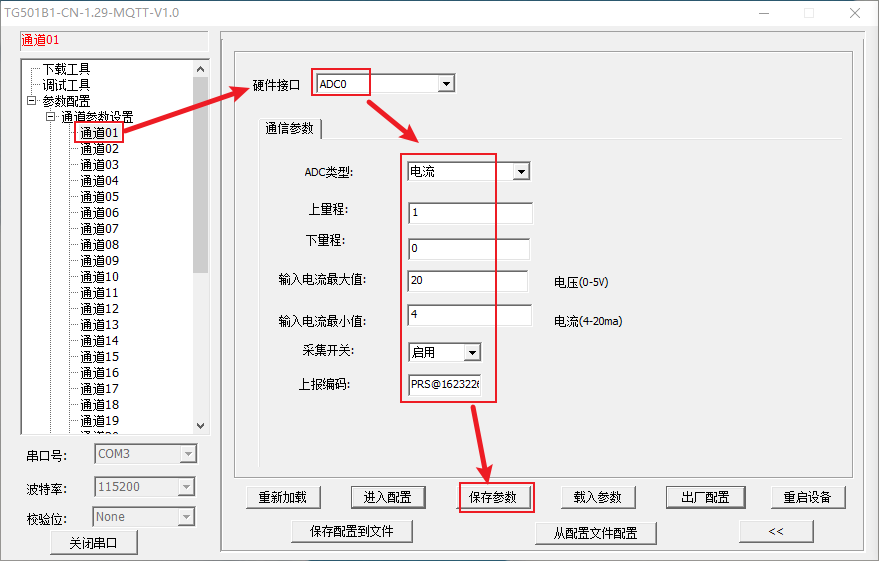 TG501B1-CN-1.29-MQTT-V1.0
通道01
下载工具
调试工具
参数配置
通道参数设置
通道01
通道02
通道03
通道04
通道05
通道06
通道07
通道08
通道09
通道10
通道11
通道12
通道13
通道14
通道15
通道16
通道17
通道18
通道19
串口号: COM3
波特率: 115200
校验位: None
关闭串口
硬件接口 ADC0
通信参数
ADC类型: 电流
上量程: 1
下量程: 0
输入电流最大值: 20 电压(0-5V)
输入电流最小值: 4 电流(4-20ma)
采集开关: 启用
上报编码: PRS@1623226
重新加载 进入配置 保存参数 载入参数 出厂配置 重启设备
保存配置到文件 从配置文件配置 <<